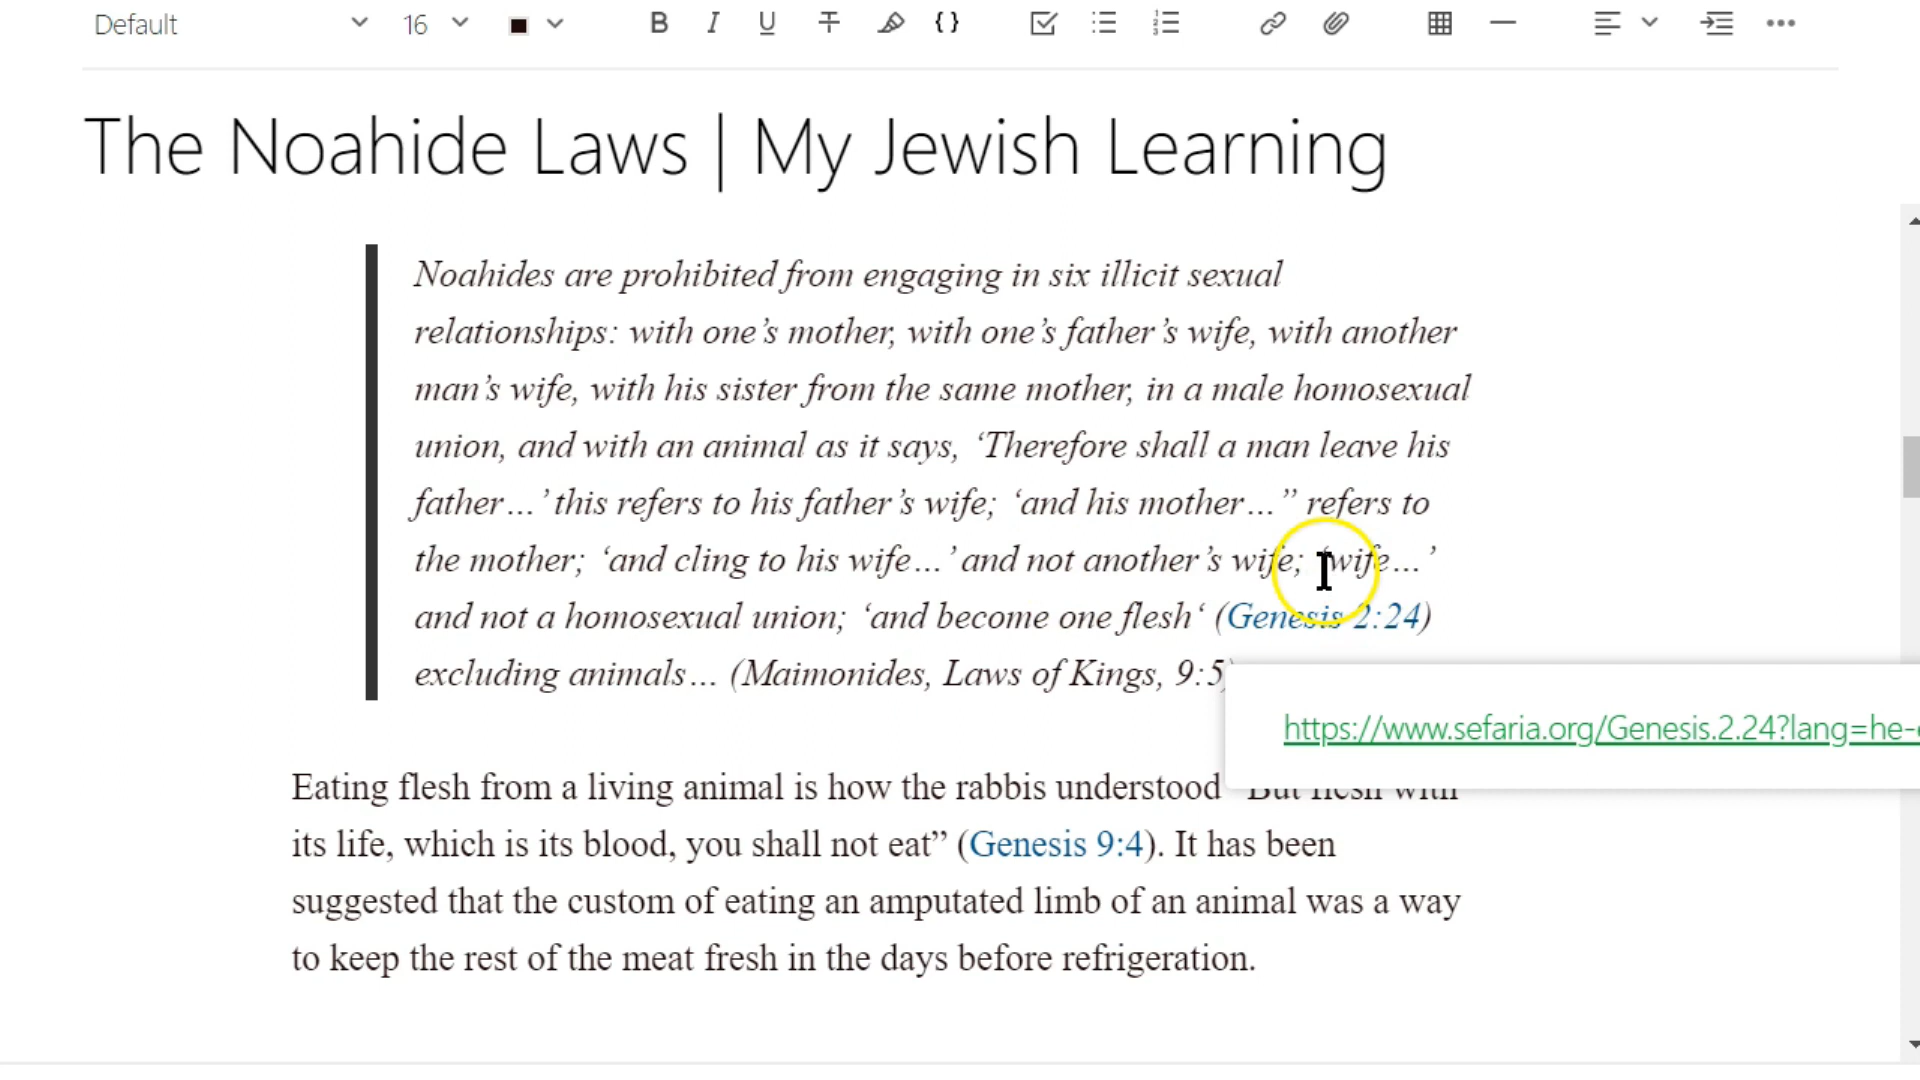 Default 16 B I U T {}
The Noahide Laws | My Jewish Learning
Noahides are prohibited from engaging in six illicit sexual
relationships: with one’s mother, with one’s father’s wife, with another
man’s wife, with his sister from the same mother, in a male homosexual
union, and with an animal as it says, ‘Therefore shall a man leave his
father…’ this refers to his father’s wife; ‘and his mother…” refers to
the mother; ‘and cling to his wife…’ and not another’s wife; ‘wife…’
and not a homosexual union; ‘and become one flesh‘ (Genesis 2:24)
excluding animals… (Maimonides, Laws of Kings, 9:5)
https://www.sefaria.org/Genesis.2.24?lang=he-
Eating flesh from a living animal is how the rabbis understood “But flesh with
its life, which is its blood, you shall not eat” (Genesis 9:4). It has been
suggested that the custom of eating an amputated limb of an animal was a way
to keep the rest of the meat fresh in the days before refrigeration.